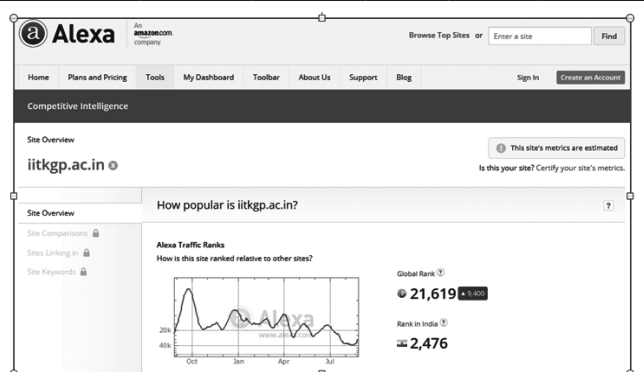 a Alexa An amazon.com company
Browse Top Sites or Enter a site Find
Home Plans and Pricing Tools My Dashboard Toolbar About Us Support Blog Sign In Create an Account
Competitive Intelligence
Site Overview
This site's metrics are estimated
iitkgp.ac.in x
Is this your site? Certify your site's metrics.
Site Overview
How popular is iitkgp.ac.in? ?
Site Comparisons
Sites Linking in
Site Keywords
Alexa Traffic Ranks
How is this site ranked relative to other sites?
Global Rank ?
21,619 ▲ 9,400
Rank in India ?
2,476
a Alexa
www.alexa.com
20k
40k
Oct Jan Apr Jul